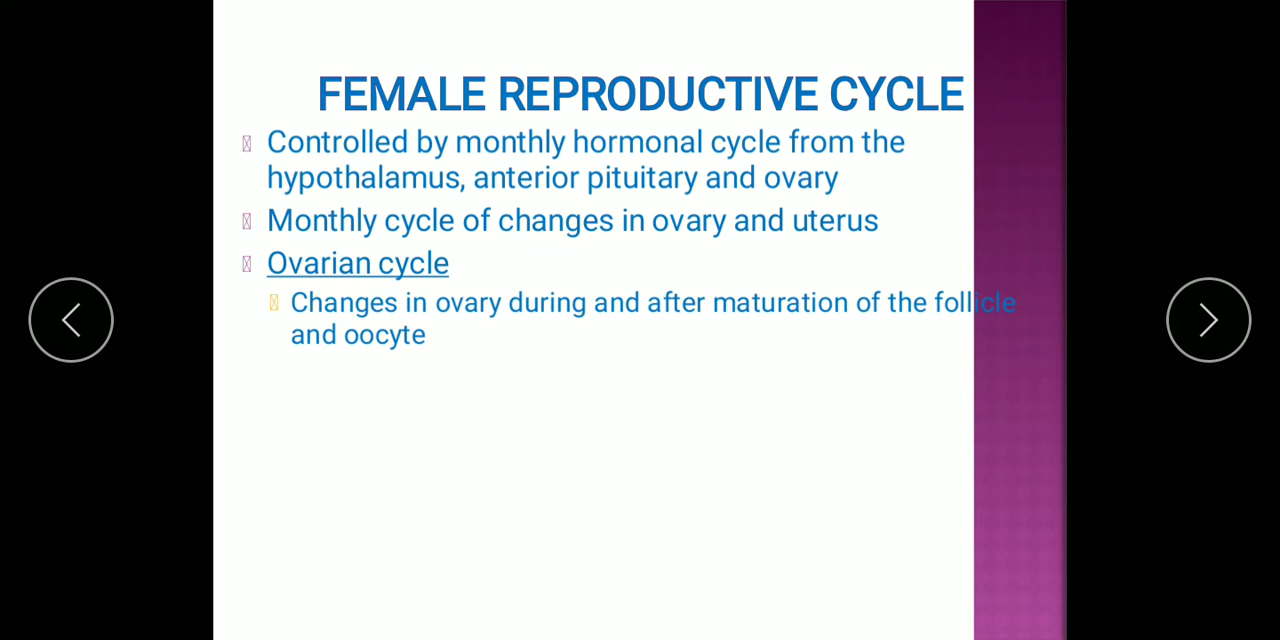 FEMALE REPRODUCTIVE CYCLE
Controlled by monthly hormonal cycle from the
hypothalamus, anterior pituitary and ovary
Monthly cycle of changes in ovary and uterus
Ovarian cycle
Changes in ovary during and after maturation of the follicle
and oocyte